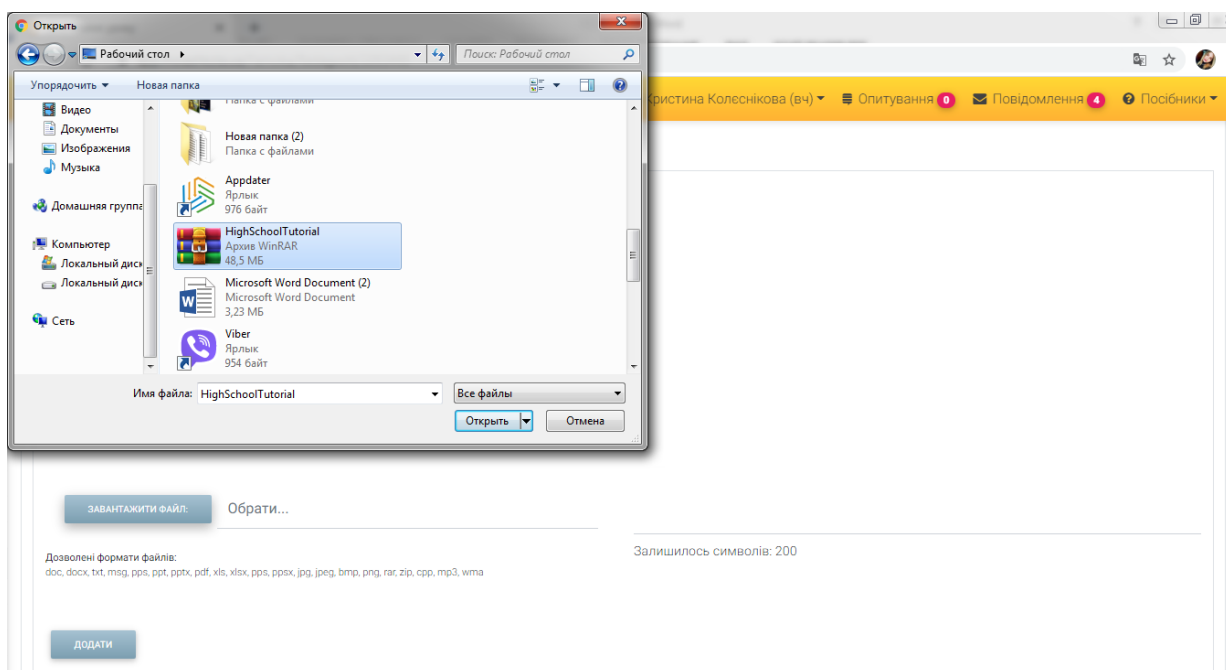 Открыть
Рабочий стол
Поиск: Рабочий стол
Упорядочить
Новая папка
Видео
Документы
Изображения
Музыка
Домашняя группа
Компьютер
Локальный диск
Локальный диск
Сеть
Папка с файлами
Новая папка (2)
Папка с файлами
Appdater
Ярлык
976 байт
HighSchoolTutorial
Архив WinRAR
48,5 МБ
Microsoft Word Document (2)
Microsoft Word Document
3,23 МБ
Viber
Ярлык
954 байт
Имя файла: HighSchoolTutorial
Все файлы
Открыть
Отмена
Кристина Колєснікова (вч)
Опитування 0
Повідомлення 4
Посібники
ЗАВАНТАЖИТИ ФАЙЛ:
Обрати...
Залишилось символів: 200
Дозволені формати файлів:
doc, docx, txt, msg, pps, ppt, pptx, pdf, xls, xlsx, pps, ppsx, jpg, jpeg, bmp, png, rar, zip, cpp, mp3, wma
ДОДАТИ